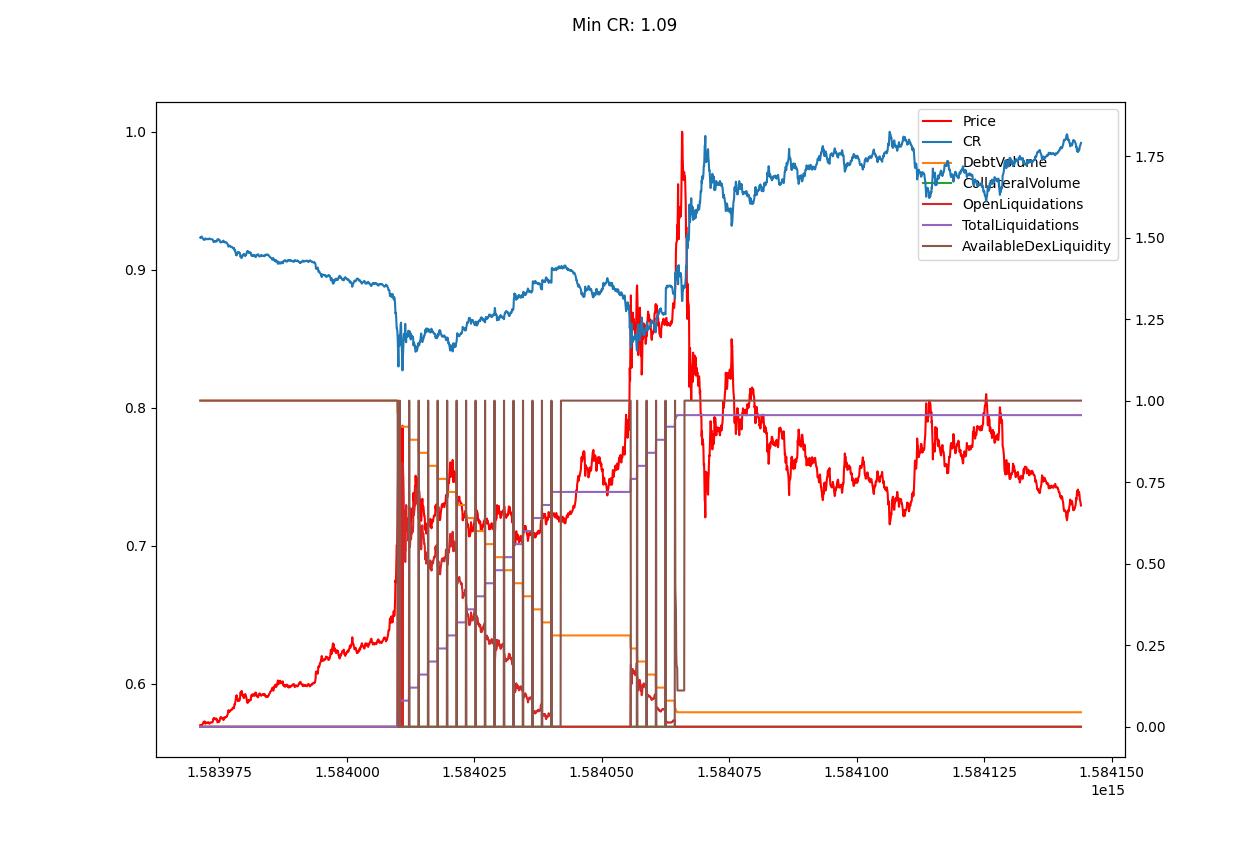 Min CR: 1.09
1.0
0.9
0.8
0.7
0.6
1.75
1.50
1.25
1.00
0.75
0.50
0.25
0.00
Price
CR
DebtVolume
CollateralVolume
OpenLiquidations
TotalLiquidations
AvailableDexLiquidity
1.583975 1.584000 1.584025 1.584050 1.584075 1.584100 1.584125 1.584150
1e15